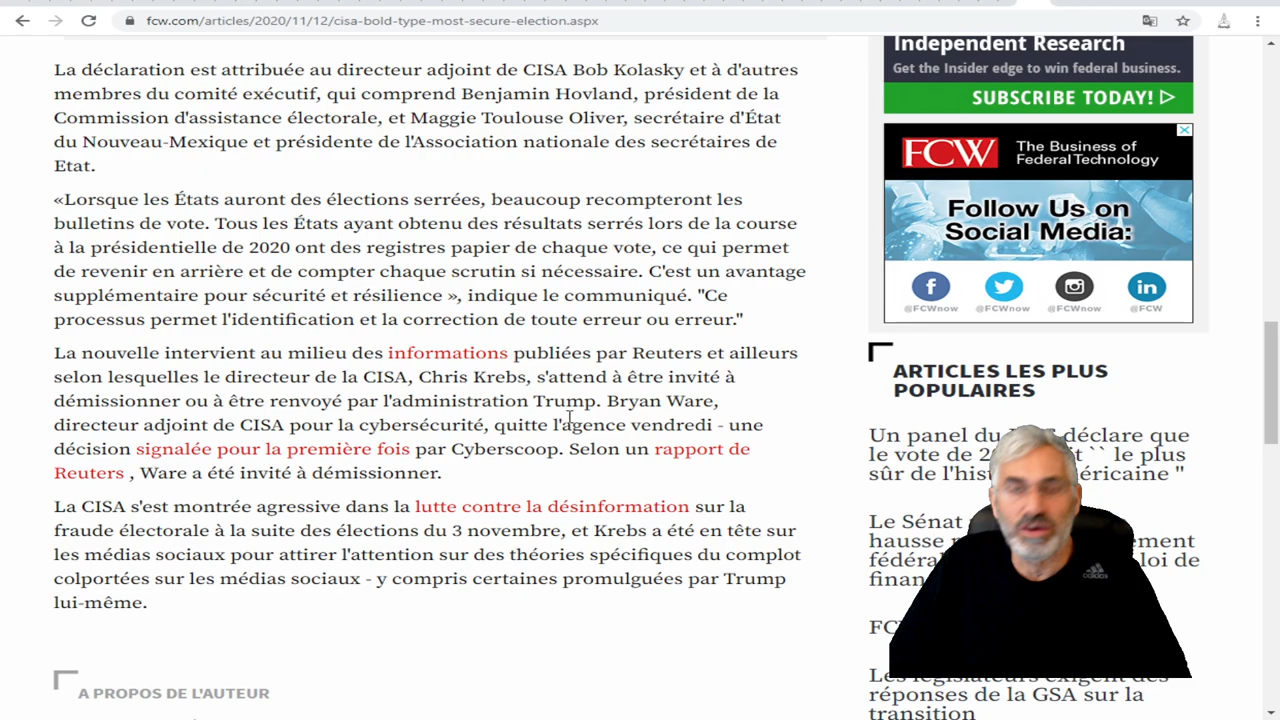 fcw.com/articles/2020/11/12/cisa-bold-type-most-secure-election.aspx
La déclaration est attribuée au directeur adjoint de CISA Bob Kolasky et à d'autres
membres du comité exécutif, qui comprend Benjamin Hovland, président de la
Commission d'assistance électorale, et Maggie Toulouse Oliver, secrétaire d'État
du Nouveau-Mexique et présidente de l'Association nationale des secrétaires de
Etat.
«Lorsque les États auront des élections serrées, beaucoup recompteront les
bulletins de vote. Tous les États ayant obtenu des résultats serrés lors de la course
à la présidentielle de 2020 ont des registres papier de chaque vote, ce qui permet
de revenir en arrière et de compter chaque scrutin si nécessaire. C'est un avantage
supplémentaire pour sécurité et résilience », indique le communiqué. "Ce
processus permet l'identification et la correction de toute erreur ou erreur."
La nouvelle intervient au milieu des informations publiées par Reuters et ailleurs
selon lesquelles le directeur de la CISA, Chris Krebs, s'attend à être invité à
démissionner ou à être renvoyé par l'administration Trump. Bryan Ware,
directeur adjoint de CISA pour la cybersécurité, quitte l'agence vendredi - une
décision signalée pour la première fois par Cyberscoop. Selon un rapport de
Reuters , Ware a été invité à démissionner.
La CISA s'est montrée agressive dans la lutte contre la désinformation sur la
fraude électorale à la suite des élections du 3 novembre, et Krebs a été en tête sur
les médias sociaux pour attirer l'attention sur des théories spécifiques du complot
colportées sur les médias sociaux - y compris certaines promulguées par Trump
lui-même.
A PROPOS DE L'AUTEUR
Independent Research
Get the Insider edge to win federal business.
SUBSCRIBE TODAY!
FCW
The Business of
Federal Technology
Follow Us on
Social Media:
@FCWnow @FCWnow @FCWnow @FCW
ARTICLES LES PLUS
POPULAIRES
Un panel du déclare que
le vote de `` le plus
sûr de américaine "
Le Sénat
hausse
loi de
Les législateurs exigent des
réponses de la GSA sur la
transition
adidas